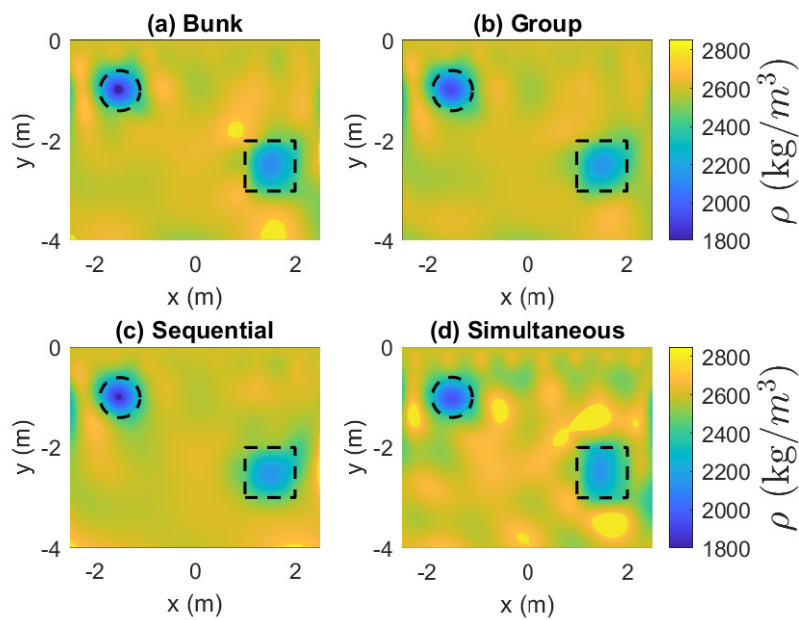 (a) Bunk
(b) Group
0
-2
-4
y (m)
-2 0 2
x (m)
0
-2
-4
y (m)
-2 0 2
x (m)
2800
2600
2400
2200
2000
1800
ρ (kg/m³)
(c) Sequential
(d) Simultaneous
0
-2
-4
y (m)
-2 0 2
x (m)
0
-2
-4
y (m)
-2 0 2
x (m)
2800
2600
2400
2200
2000
1800
ρ (kg/m³)